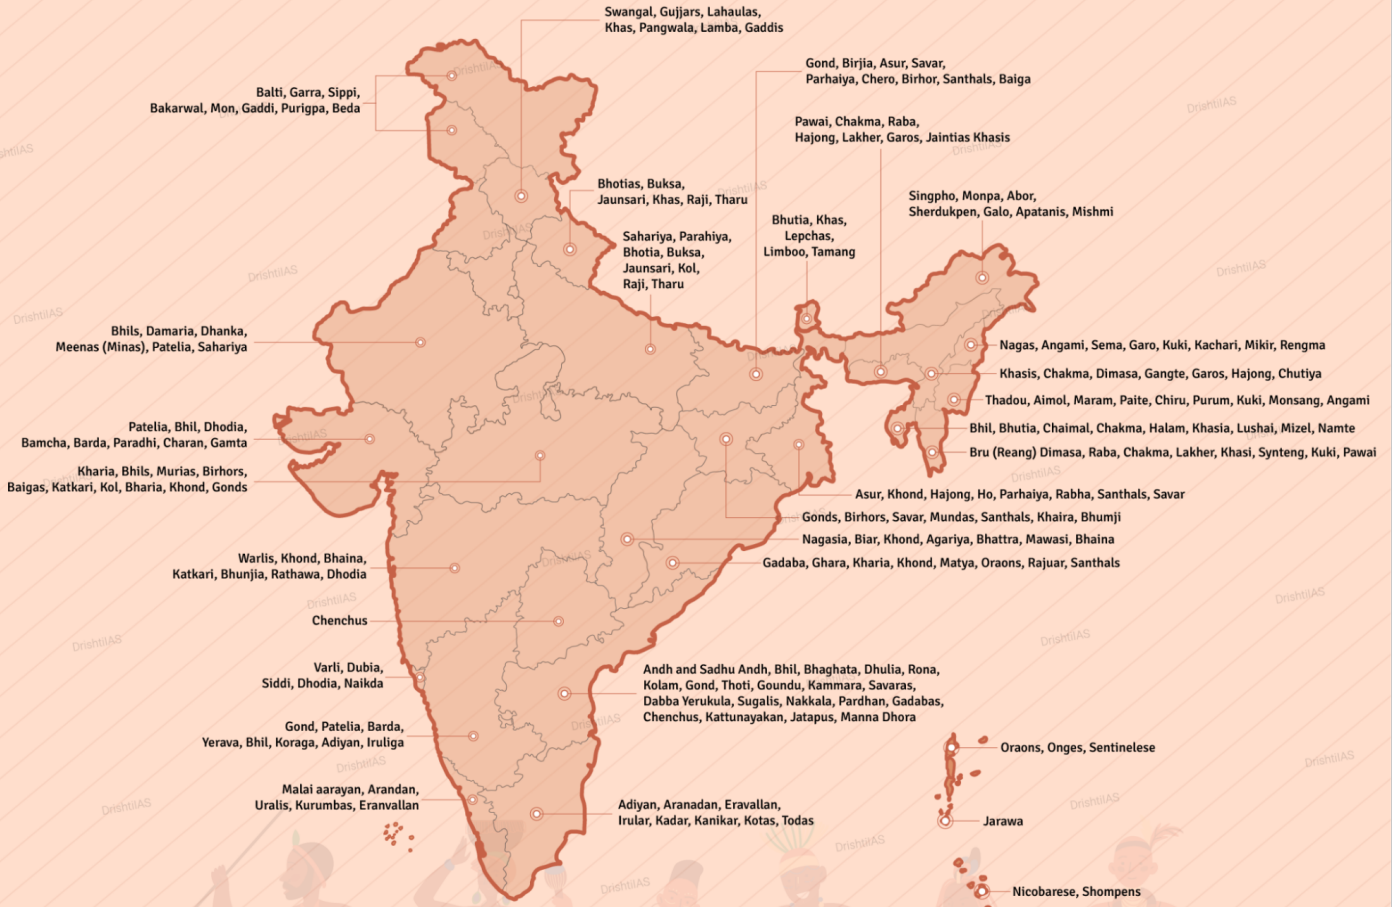 Swangal, Gujjars, Lahaulas,
Khas, Pangwala, Lamba, Gaddis
Gond, Birjia, Asur, Savar,
Parhaiya, Chero, Birhor, Santhals, Baiga
Balti, Garra, Sippi,
Bakarwal, Mon, Gaddi, Purigpa, Beda
Pawai, Chakma, Raba,
Hajong, Lakher, Garos, Jaintias Khasis
Bhotias, Buksa,
Jaunsari, Khas, Raji, Tharu
Singpho, Monpa, Abor,
Sherdukpen, Galo, Apatanis, Mishmi
Bhutia, Khas,
Lepchas,
Limboo, Tamang
Sahariya, Parahiya,
Bhotia, Buksa,
Jaunsari, Kol,
Raji, Tharu
Bhils, Damaria, Dhanka,
Meenas (Minas), Patelia, Sahariya
Nagas, Angami, Sema, Garo, Kuki, Kachari, Mikir, Rengma
Khasis, Chakma, Dimasa, Gangte, Garos, Hajong, Chutiya
Thadou, Aimol, Maram, Paite, Chiru, Purum, Kuki, Monsang, Angami
Bhil, Bhutia, Chaimal, Chakma, Halam, Khasia, Lushai, Mizel, Namte
Bru (Reang) Dimasa, Raba, Chakma, Lakher, Khasi, Synteng, Kuki, Pawai
Patelia, Bhil, Dhodia,
Bamcha, Barda, Paradhi, Charan, Gamta
Kharia, Bhils, Murias, Birhors,
Baigas, Katkari, Kol, Bharia, Khond, Gonds
Asur, Khond, Hajong, Ho, Parhaiya, Rabha, Santhals, Savar
Gonds, Birhors, Savar, Mundas, Santhals, Khaira, Bhumji
Nagasia, Biar, Khond, Agariya, Bhattra, Mawasi, Bhaina
Gadaba, Ghara, Kharia, Khond, Matya, Oraons, Rajuar, Santhals
Warlis, Khond, Bhaina,
Katkari, Bhunjia, Rathawa, Dhodia
Chenchus
Varli, Dubia,
Siddi, Dhodia, Naikda
Andh and Sadhu Andh, Bhil, Bhaghata, Dhulia, Rona,
Kolam, Gond, Thoti, Goundu, Kammara, Savaras,
Dabba Yerukula, Sugalis, Nakkala, Pardhan, Gadabas,
Chenchus, Kattunayakan, Jatapus, Manna Dhora
Gond, Patelia, Barda,
Yerava, Bhil, Koraga, Adiyan, Iruliga
Malai aarayan, Arandan,
Uralis, Kurumbas, Eranvallan
Adiyan, Aranadan, Eravallan,
Irular, Kadar, Kanikar, Kotas, Todas
Oraons, Onges, Sentinelese
Jarawa
Nicobarese, Shompens
DrishtiIAS